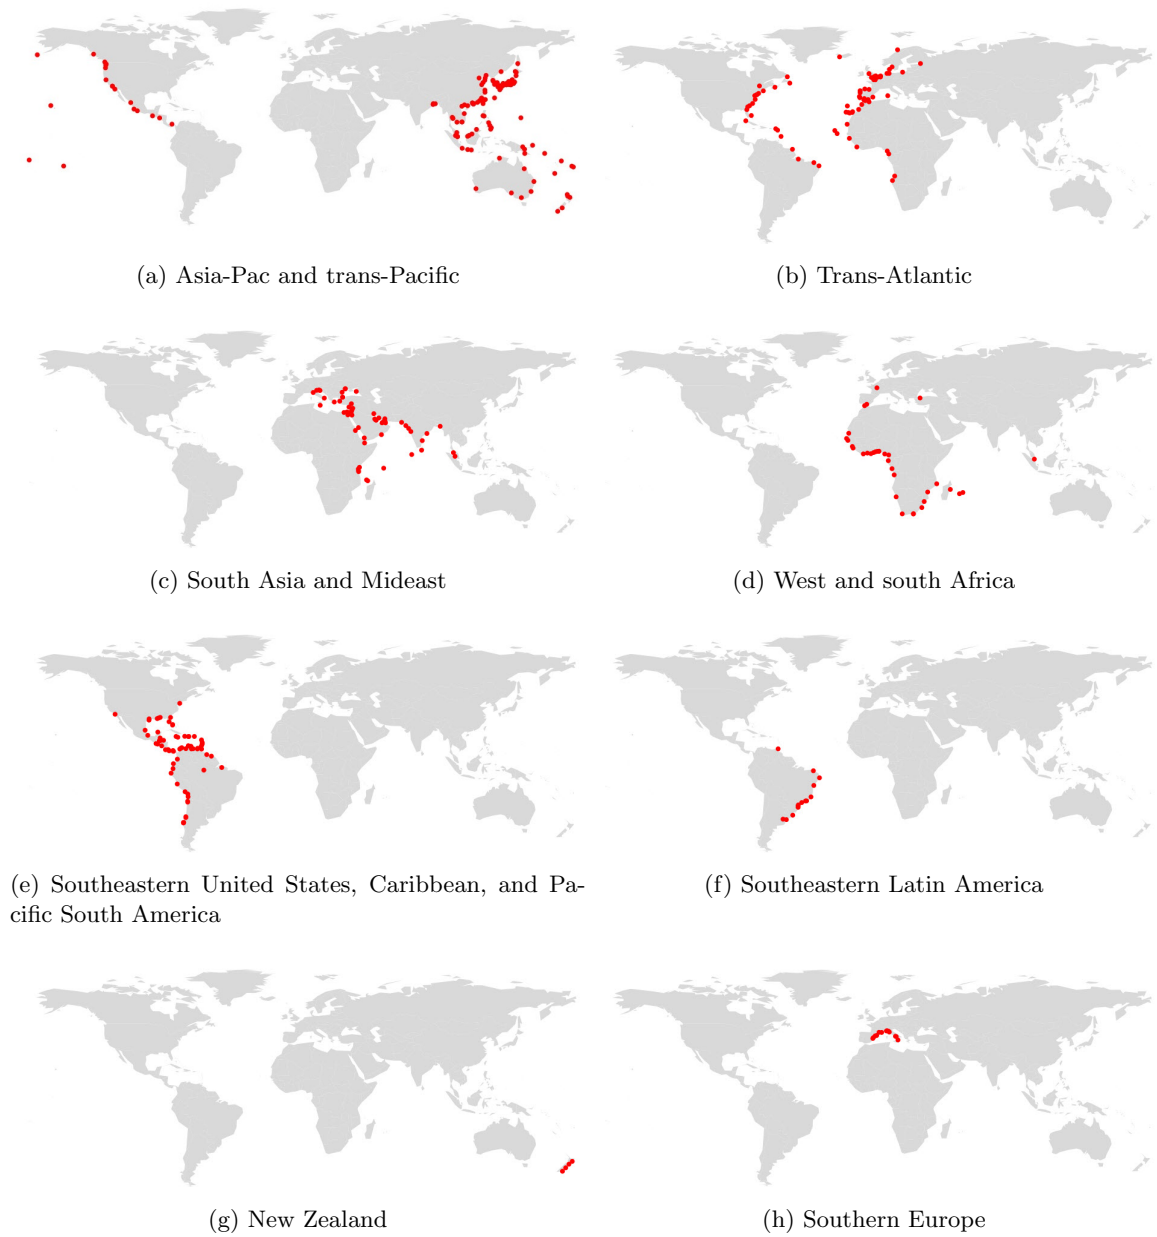 (a) Asia-Pac and trans-Pacific
(b) Trans-Atlantic
(c) South Asia and Mideast
(d) West and south Africa
(e) Southeastern United States, Caribbean, and Pa-
cific South America
(f) Southeastern Latin America
(g) New Zealand
(h) Southern Europe